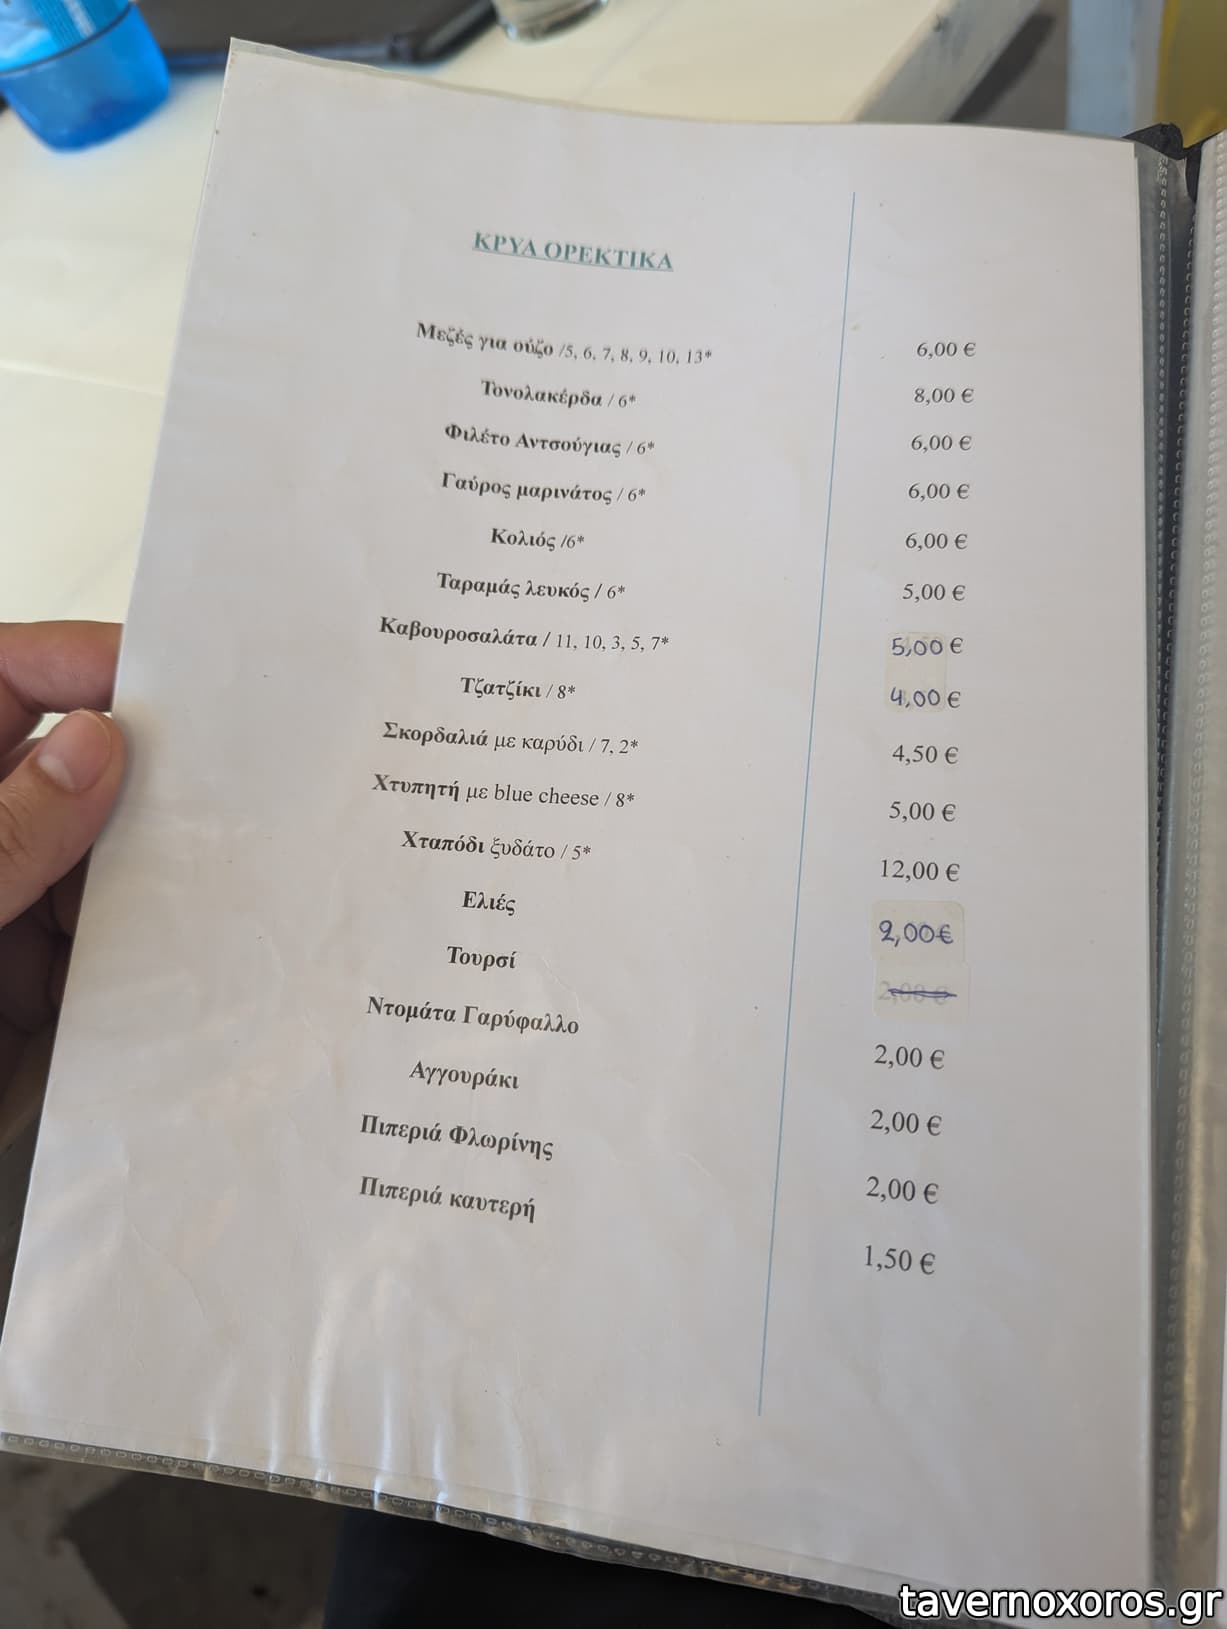 ΚΡΥΑ ΟΡΕΚΤΙΚΑ
Μεζές για ούζο /5, 6, 7, 8, 9, 10, 13* 6,00 €
Τονολακέρδα / 6* 8,00 €
Φιλέτο Αντσούγιας / 6* 6,00 €
Γαύρος μαρινάτος / 6* 6,00 €
Κολιός /6* 6,00 €
Ταραμάς λευκός / 6* 5,00 €
Καβουροσαλάτα / 11, 10, 3, 5, 7* 5,00 €
Τζατζίκι / 8* 4,00 €
Σκορδαλιά με καρύδι / 7, 2* 4,50 €
Χτυπητή με blue cheese / 8* 5,00 €
Χταπόδι ξυδάτο / 5* 12,00 €
Ελιές 2,00€
Τουρσί 2,00 €
Ντομάτα Γαρύφαλλο 2,00 €
Αγγουράκι 2,00 €
Πιπεριά Φλωρίνης 2,00 €
Πιπεριά καυτερή 1,50 €
tavernoxoros.gr